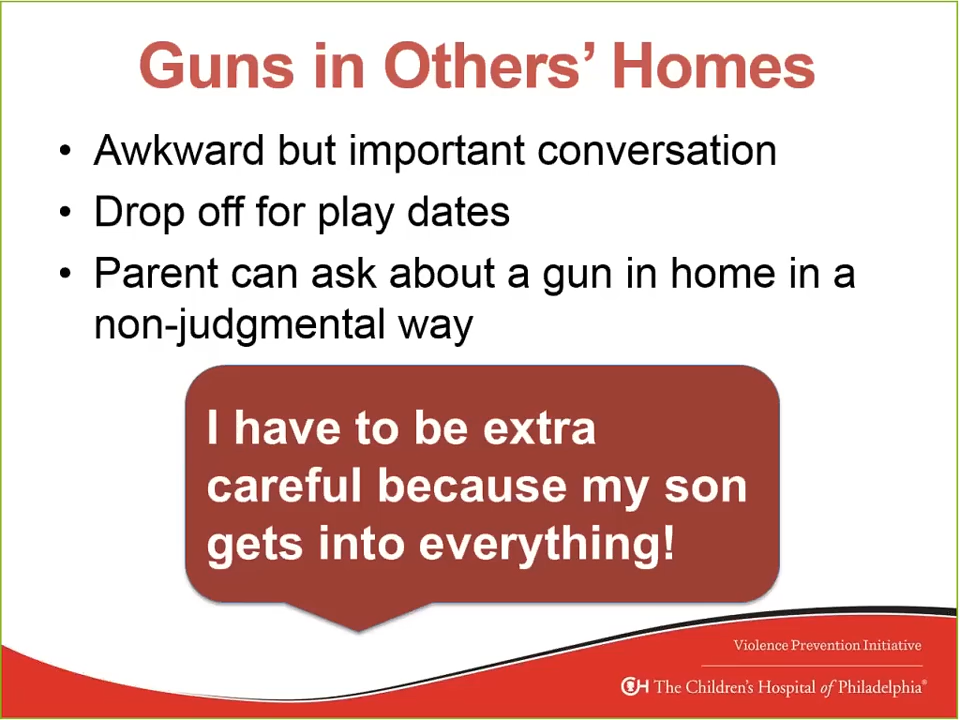 Guns in Others’ Homes
• Awkward but important conversation
• Drop off for play dates
• Parent can ask about a gun in home in a
non-judgmental way
I have to be extra
careful because my son
gets into everything!
Violence Prevention Initiative
CH The Children's Hospital of Philadelphia®